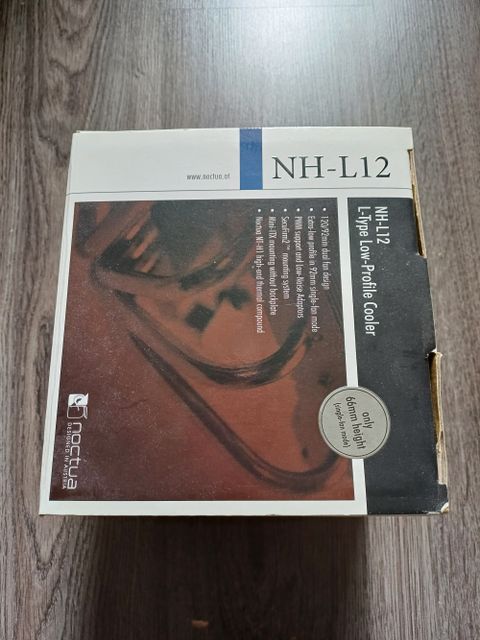 www.noctua.at
NH-L12
NH-L12
L-Type Low-Profile Cooler
• 120/92mm dual fan design
• Extra-low profile in 92mm single-fan mode
• PWM support and Low-Noise Adaptors
• SecuFirm2™ mounting system
• Mini-ITX mounting without backplate
• Noctua NT-H1 high-end thermal compound
only
66mm height
(single-fan mode)
noctua
DESIGNED IN AUSTRIA